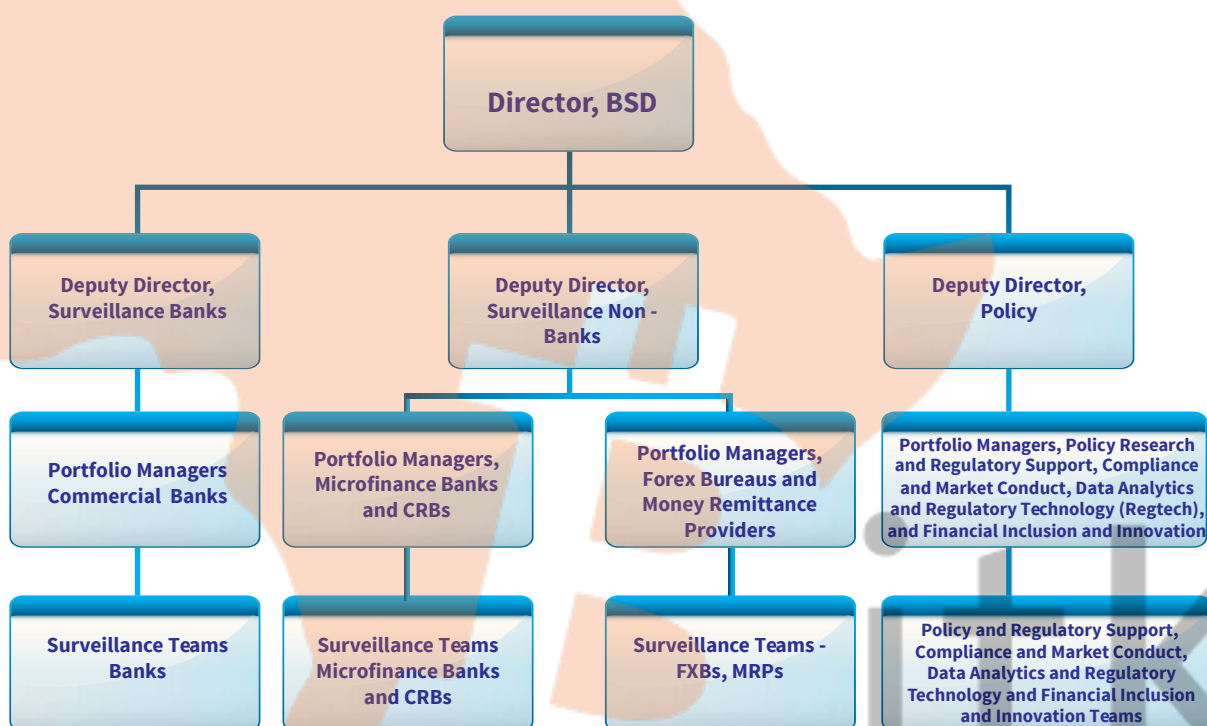 Director, BSD
Deputy Director,
Surveillance Banks
Deputy Director,
Surveillance Non -
Banks
Deputy Director,
Policy
Portfolio Managers
Commercial Banks
Portfolio Managers,
Microfinance Banks
and CRBs
Portfolio Managers,
Forex Bureaus and
Money Remittance
Providers
Portfolio Managers, Policy Research
and Regulatory Support, Compliance
and Market Conduct, Data Analytics
and Regulatory Technology (Regtech),
and Financial Inclusion and Innovation
Surveillance Teams
Banks
Surveillance Teams
Microfinance Banks
and CRBs
Surveillance Teams -
FXBs, MRPs
Policy and Regulatory Support,
Compliance and Market Conduct,
Data Analytics and Regulatory
Technology and Financial Inclusion
and Innovation Teams